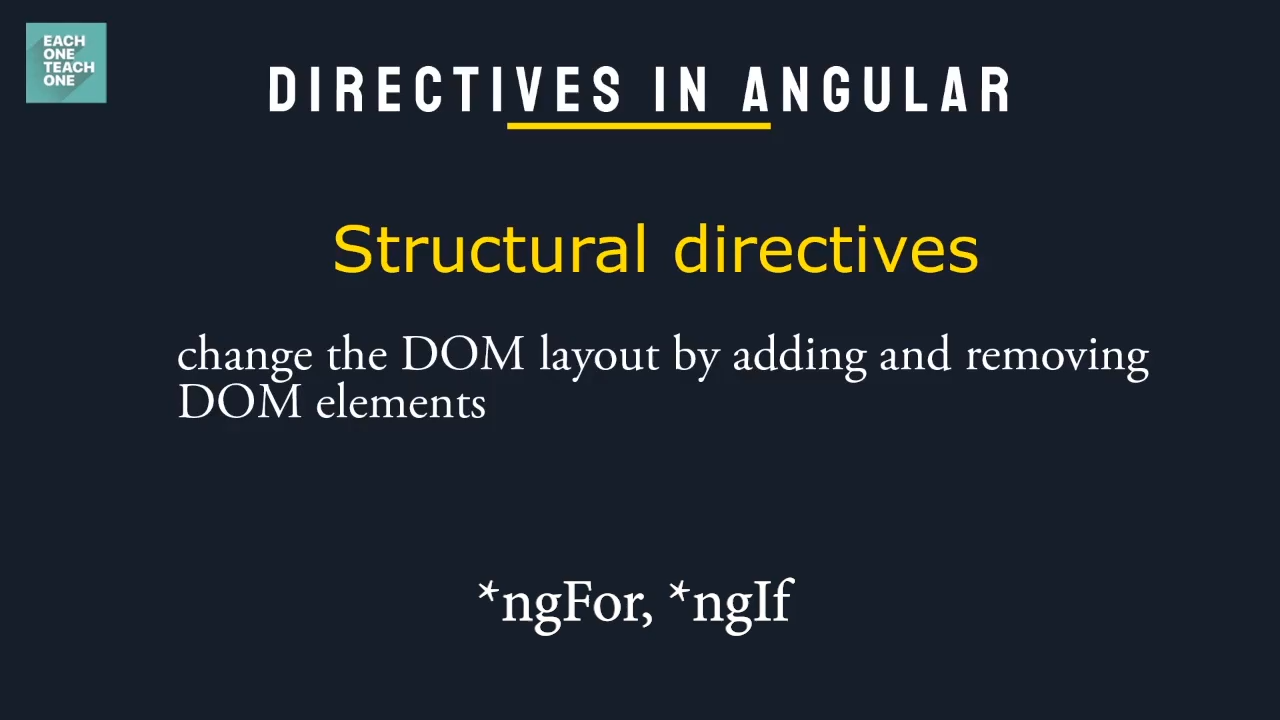 EACH
ONE
TEACH
ONE
DIRECTIVES IN ANGULAR
Structural directives
change the DOM layout by adding and removing
DOM elements
*ngFor, *ngIf